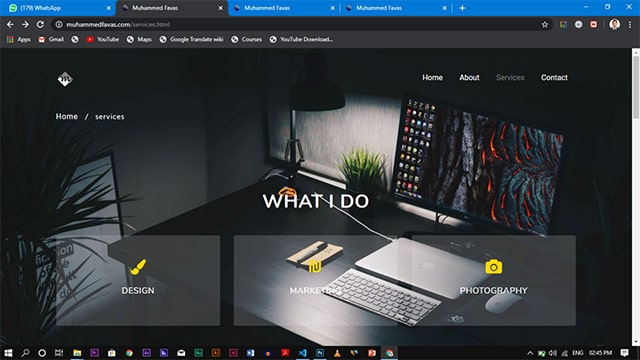 (179) WhatsApp
Muhammed Favas
Muhammed Favas
Muhammed Favas
muhammedfavas.com/services.html
Apps
Gmail
YouTube
Maps
Google Translate wiki
Courses
YouTube Download...
Home
About
Services
Contact
Home / services
WHAT I DO
DESIGN
MARKETING
PHOTOGRAPHY
ENG
02:45 PM